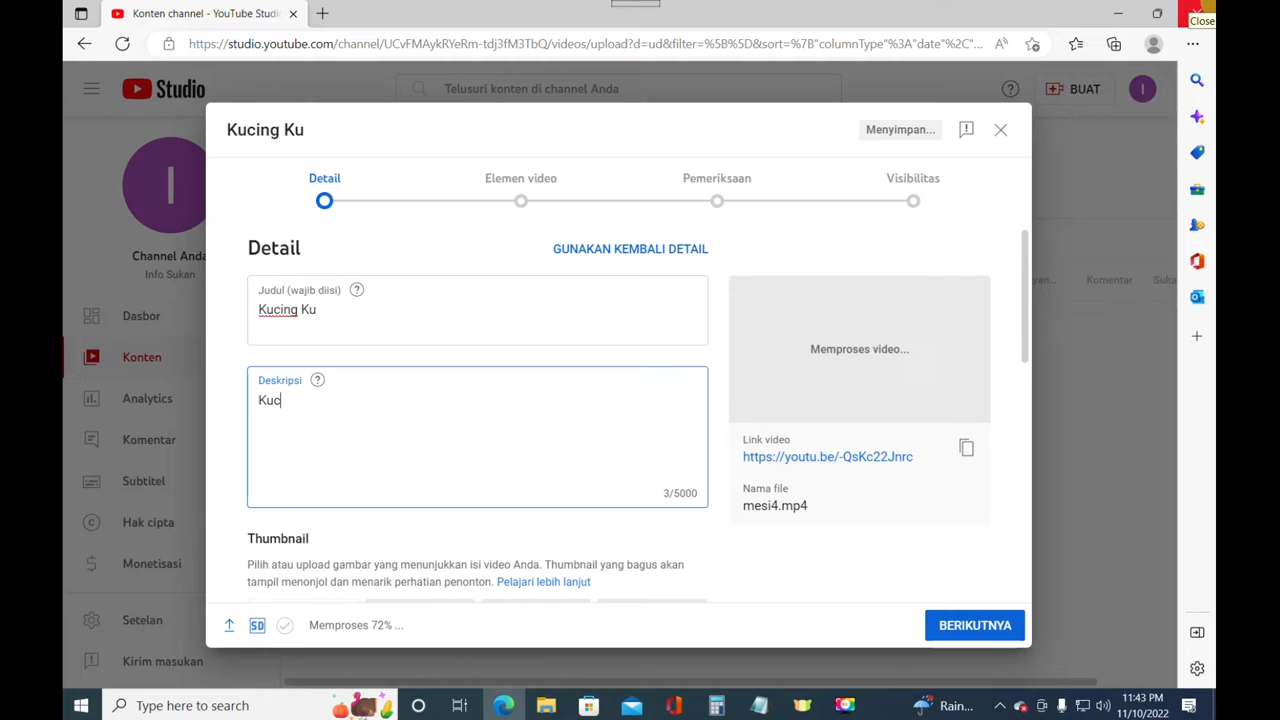 Konten channel - YouTube Studio
Close
https://studio.youtube.com/channel/UCvFMAykRYeRm-tdj3fM3TbQ/videos/upload?d=ud&filter=%5B%5D&sort=%7B"columnType"%3A"date"%2C"...
Studio
Telusuri konten di channel Anda
BUAT
I
Kucing Ku
Menyimpan...
Detail
Elemen video
Pemeriksaan
Visibilitas
I
Channel Anda
Info Sukan
Detail
GUNAKAN KEMBALI DETAIL
Judul (wajib diisi)
Kucing Ku
Memproses video...
Komentar
Deskripsi
Kuc
3/5000
Link video
https://youtu.be/-QsKc22Jnrc
Nama file
mesi4.mp4
Dasbor
Konten
Analytics
Komentar
Subtitel
Hak cipta
Monetisasi
Setelan
Kirim masukan
Thumbnail
Pilih atau upload gambar yang menunjukkan isi video Anda. Thumbnail yang bagus akan
tampil menonjol dan menarik perhatian penonton. Pelajari lebih lanjut
SD
Memproses 72% ...
BERIKUTNYA
Type here to search
Rain...
11:43 PM
11/10/2022